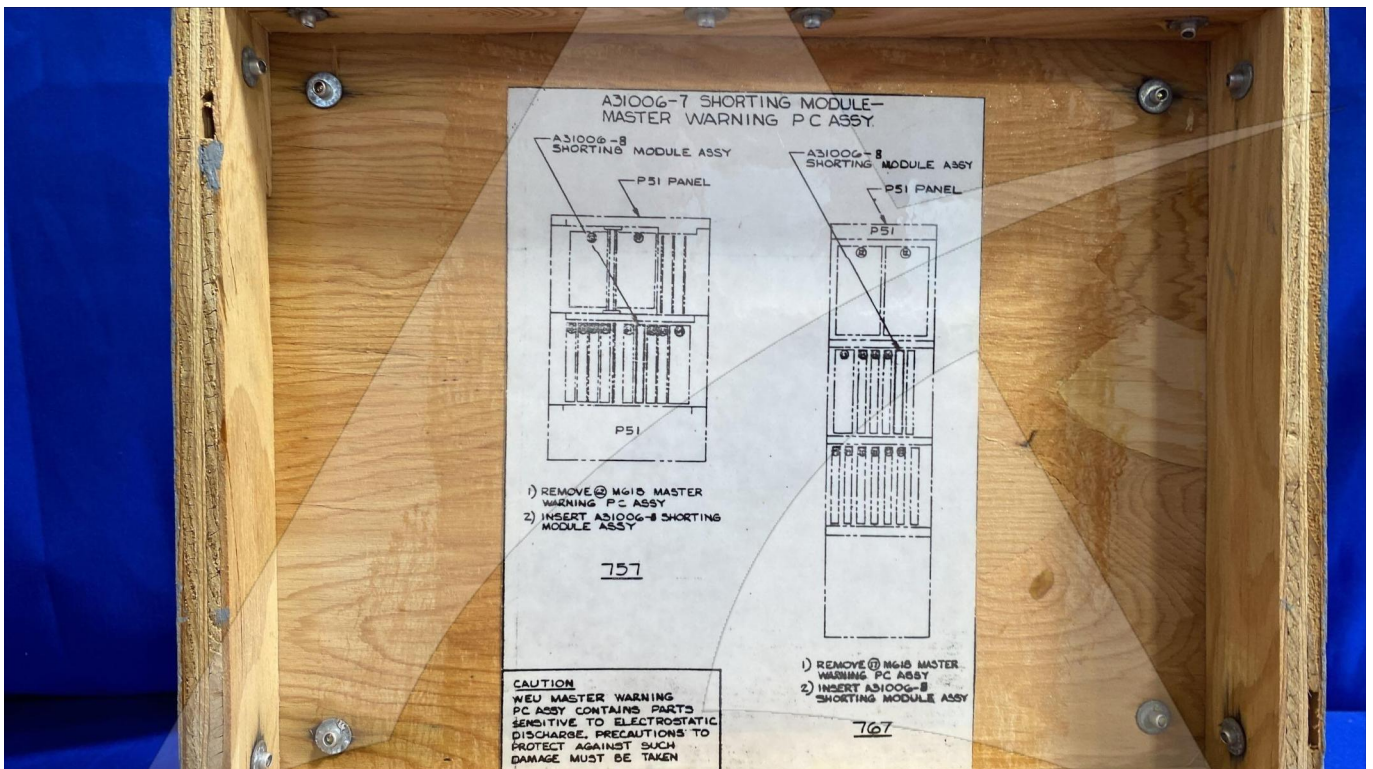 A31006-7 SHORTING MODULE-
MASTER WARNING PC ASSY.
A31006-8
SHORTING MODULE ASSY
P51 PANEL
P51
1) REMOVE M618 MASTER
WARNING PC ASSY
2) INSERT A31006-8 SHORTING
MODULE ASSY
757
A31006-8
SHORTING MODULE ASSY
P51 PANEL
P51
1) REMOVE M618 MASTER
WARNING PC ASSY
2) INSERT A31006-8
SHORTING MODULE ASSY
767
CAUTION
WEU MASTER WARNING
PC ASSY CONTAINS PARTS
SENSITIVE TO ELECTROSTATIC
DISCHARGE. PRECAUTIONS TO
PROTECT AGAINST SUCH
DAMAGE MUST BE TAKEN